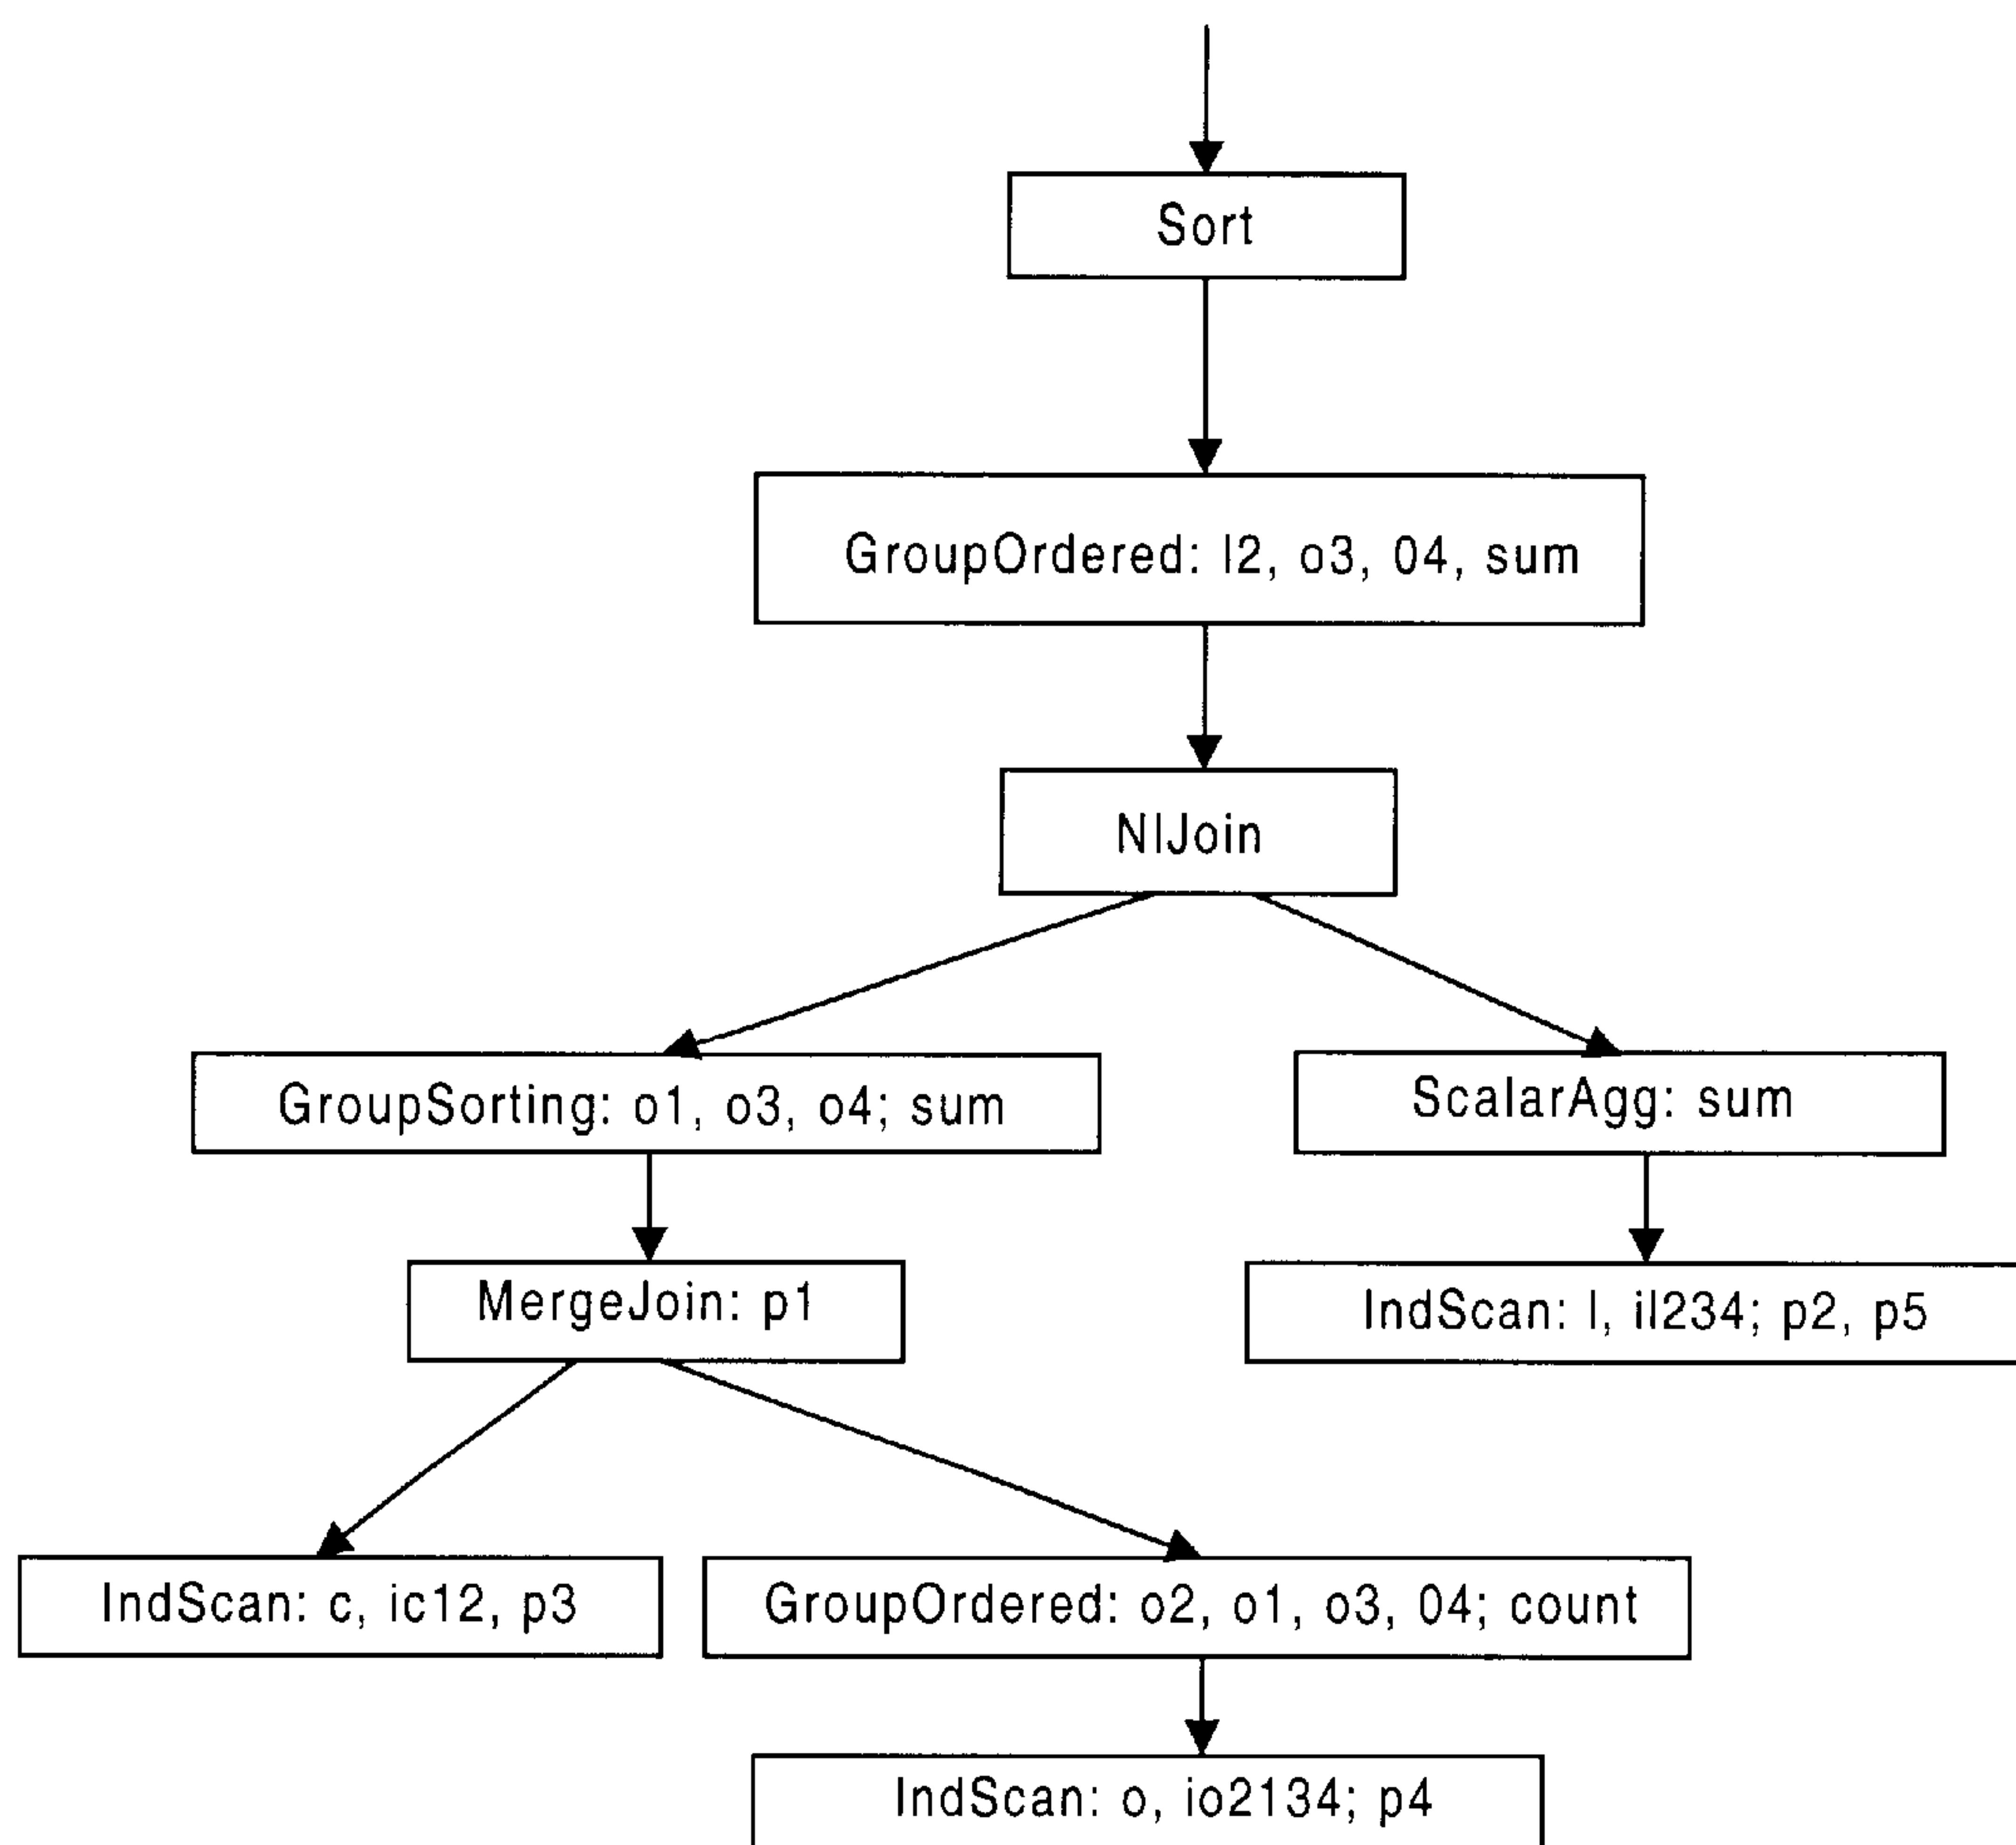 Sort
GroupOrdered: l2, o3, 04, sum
NlJoin
GroupSorting: o1, o3, o4; sum
ScalarAgg: sum
MergeJoin: p1
IndScan: l, il234; p2, p5
IndScan: c, ic12, p3
GroupOrdered: o2, o1, o3, 04; count
IndScan: o, io2134; p4